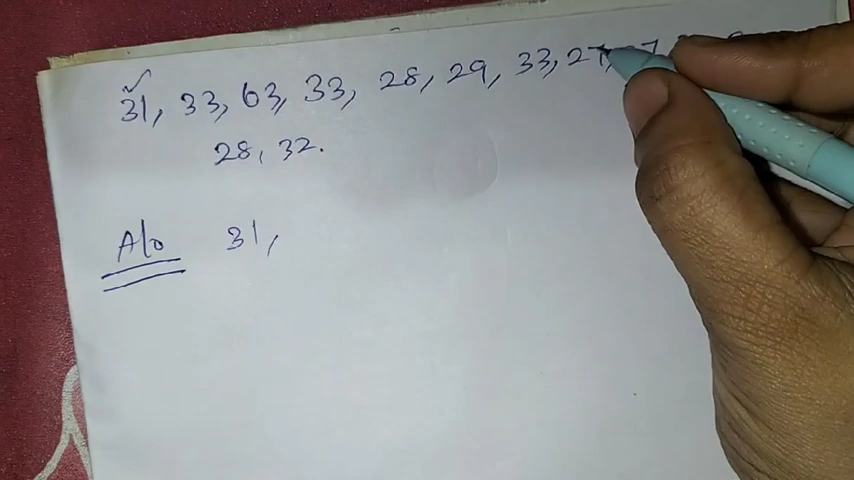 31, 33, 63, 33, 28, 29, 33, 27,
28, 32.
A/o 31,